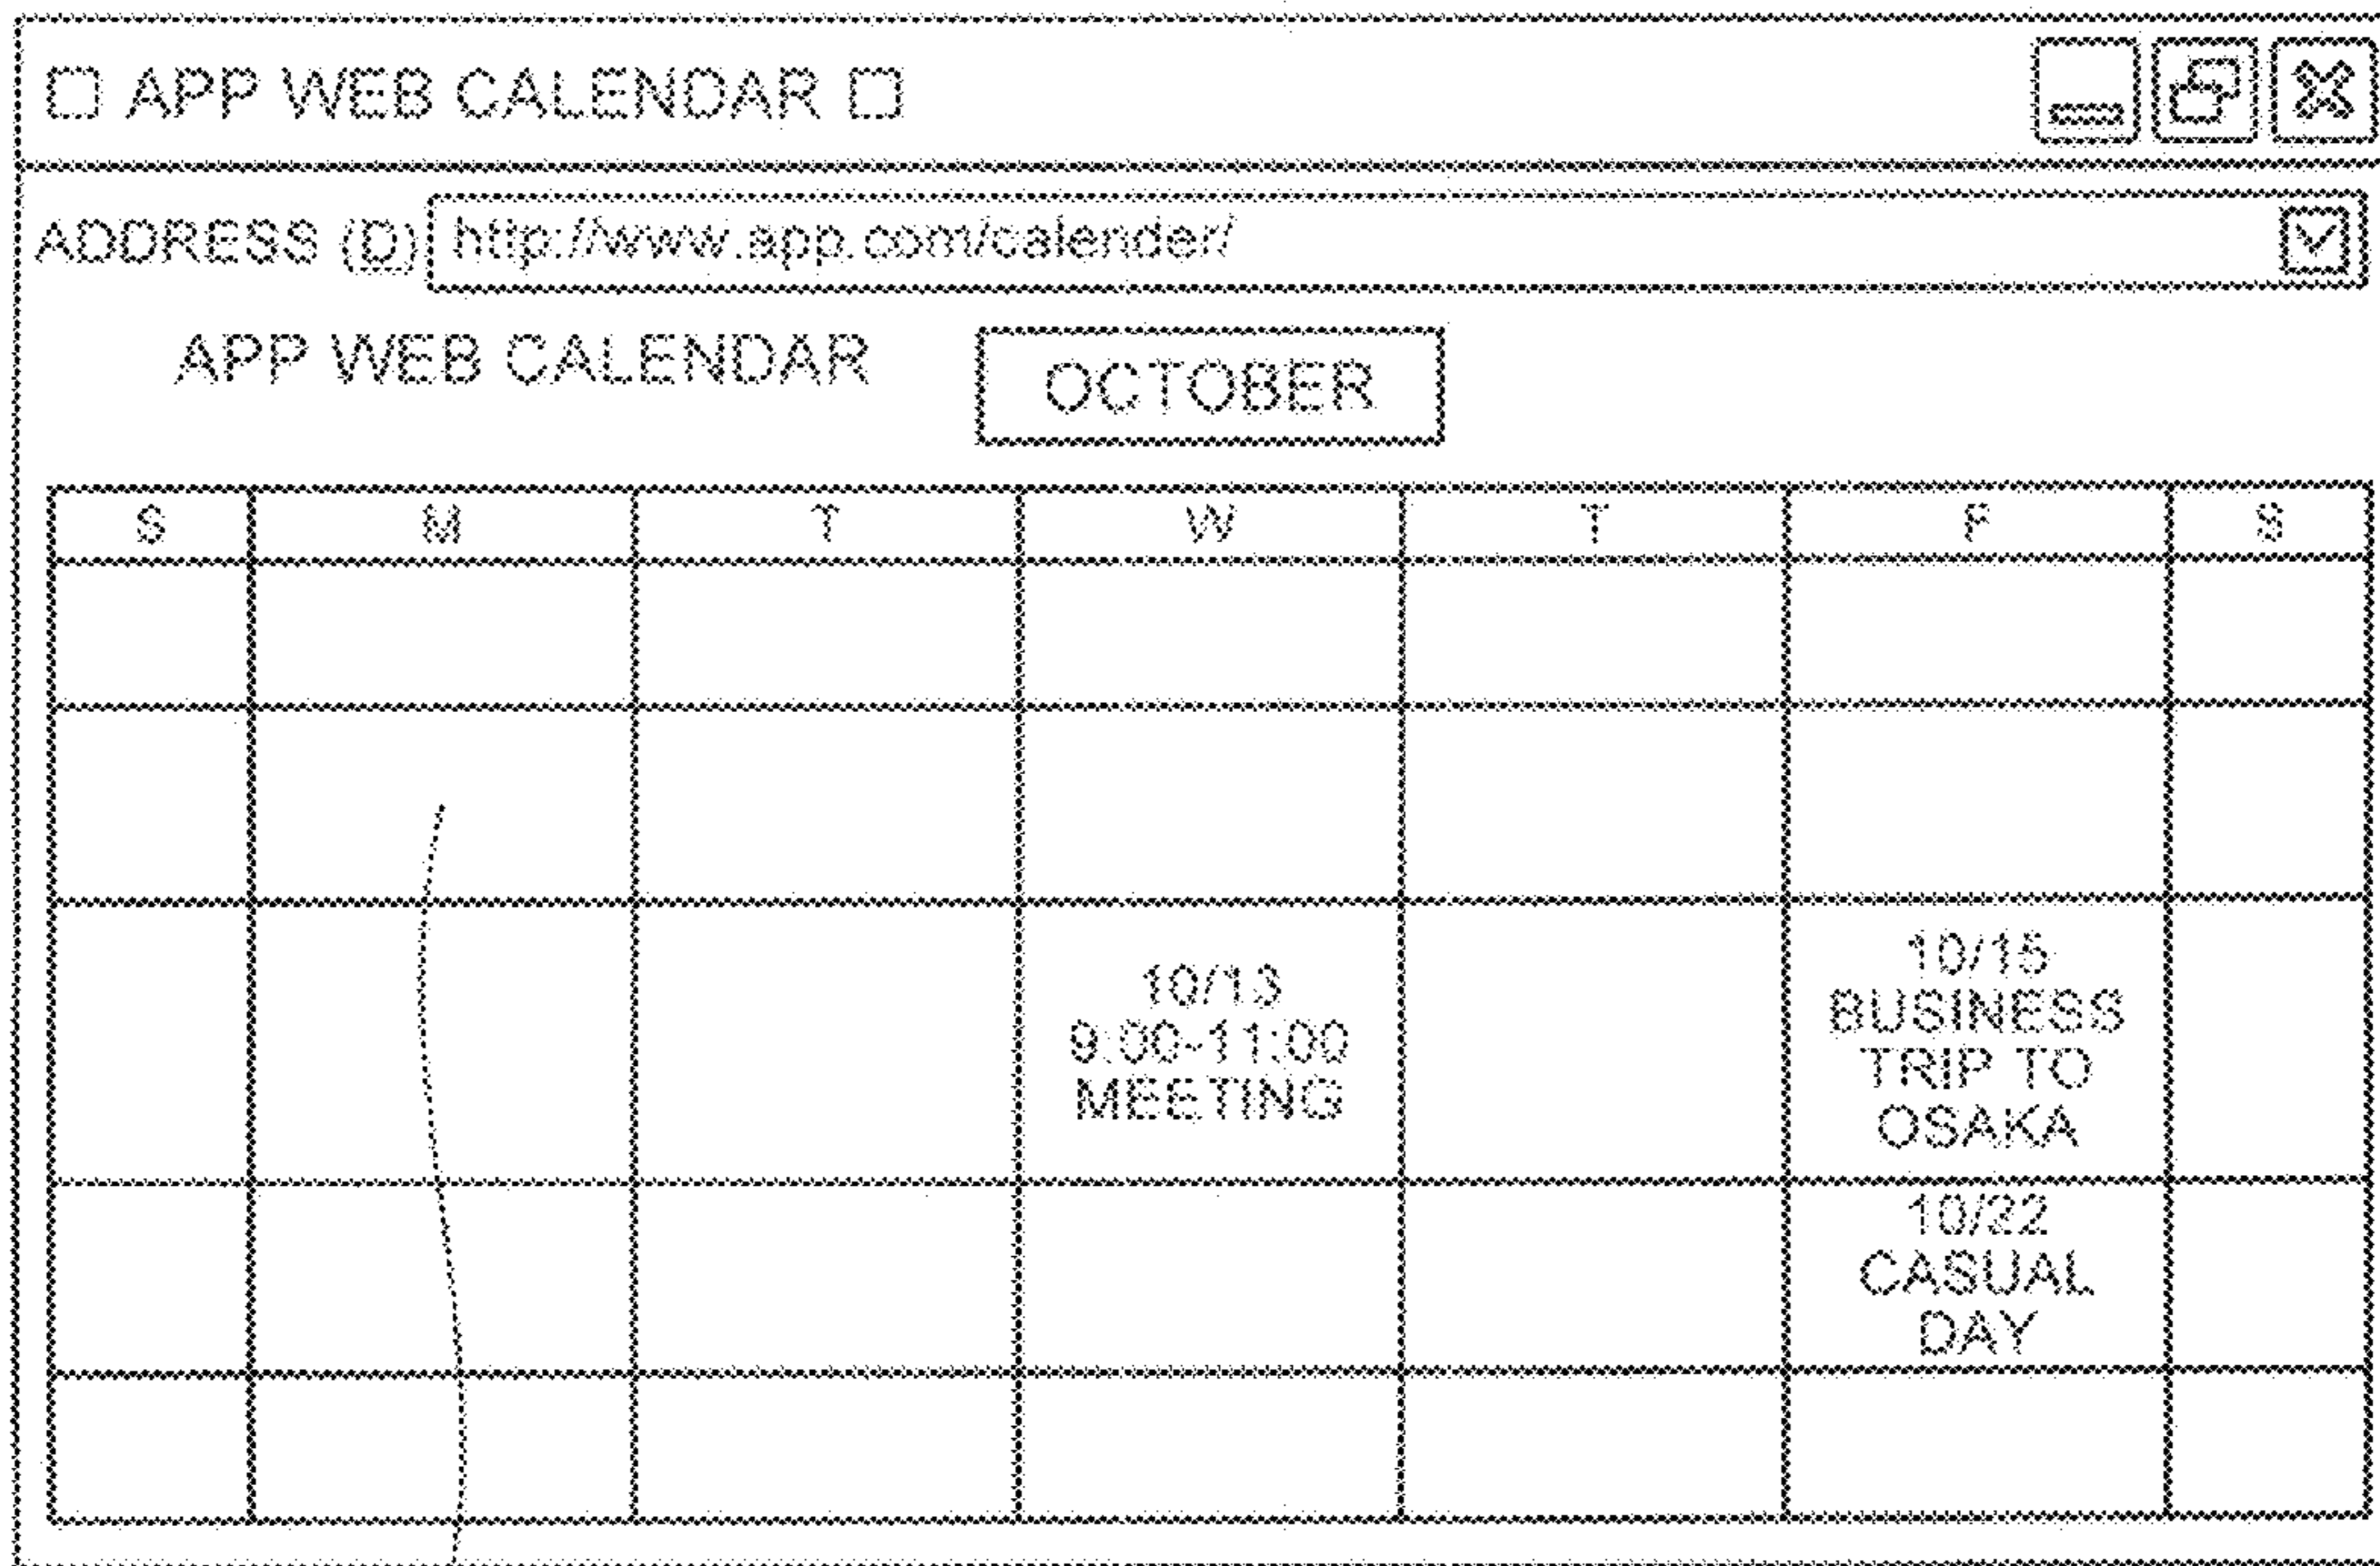 □ APP WEB CALENDAR □
ADDRESS (D) http://www.app.com/calender/
APP WEB CALENDAR
OCTOBER
S M T W T F S
10/13
9:00-11:00
MEETING
10/15
BUSINESS
TRIP TO
OSAKA
10/22
CASUAL
DAY